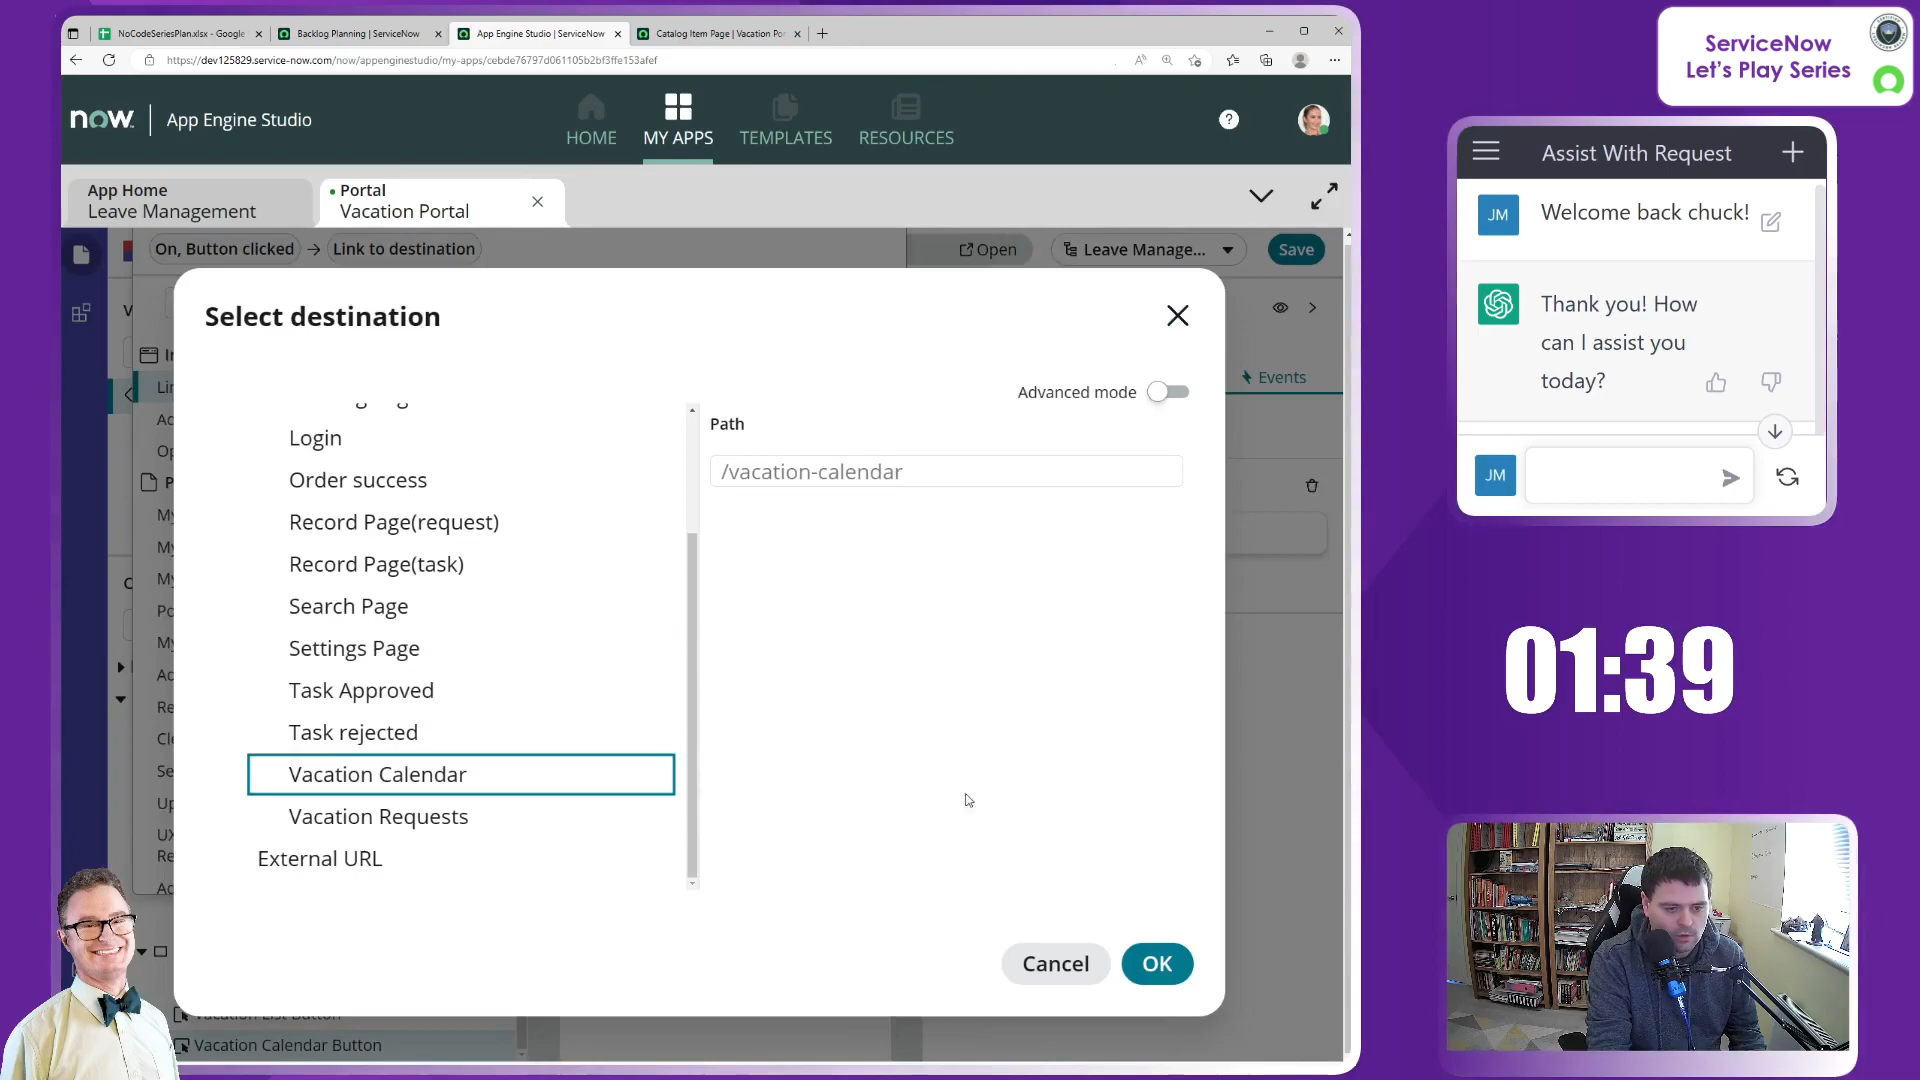 NoCodeSeriesPlan.xlsx - Google
Backlog Planning | ServiceNow
App Engine Studio | ServiceNow
Catalog Item Page | Vacation Por
https://dev125829.service-now.com/now/appenginestudio/my-apps/cebde76797d061105b2bf3ffe153afef
now
App Engine Studio
HOME
MY APPS
TEMPLATES
RESOURCES
App Home
Leave Management
Portal
Vacation Portal
On, Button clicked
Link to destination
Open
Leave Manage...
Save
Select destination
Advanced mode
Events
Login
Order success
Record Page(request)
Record Page(task)
Search Page
Settings Page
Task Approved
Task rejected
Vacation Calendar
Vacation Requests
External URL
Path
/vacation-calendar
Cancel
OK
Vacation List Button
Vacation Calendar Button
ServiceNow
Let's Play Series
Assist With Request
JM
Welcome back chuck!
Thank you! How
can I assist you
today?
JM
01:39